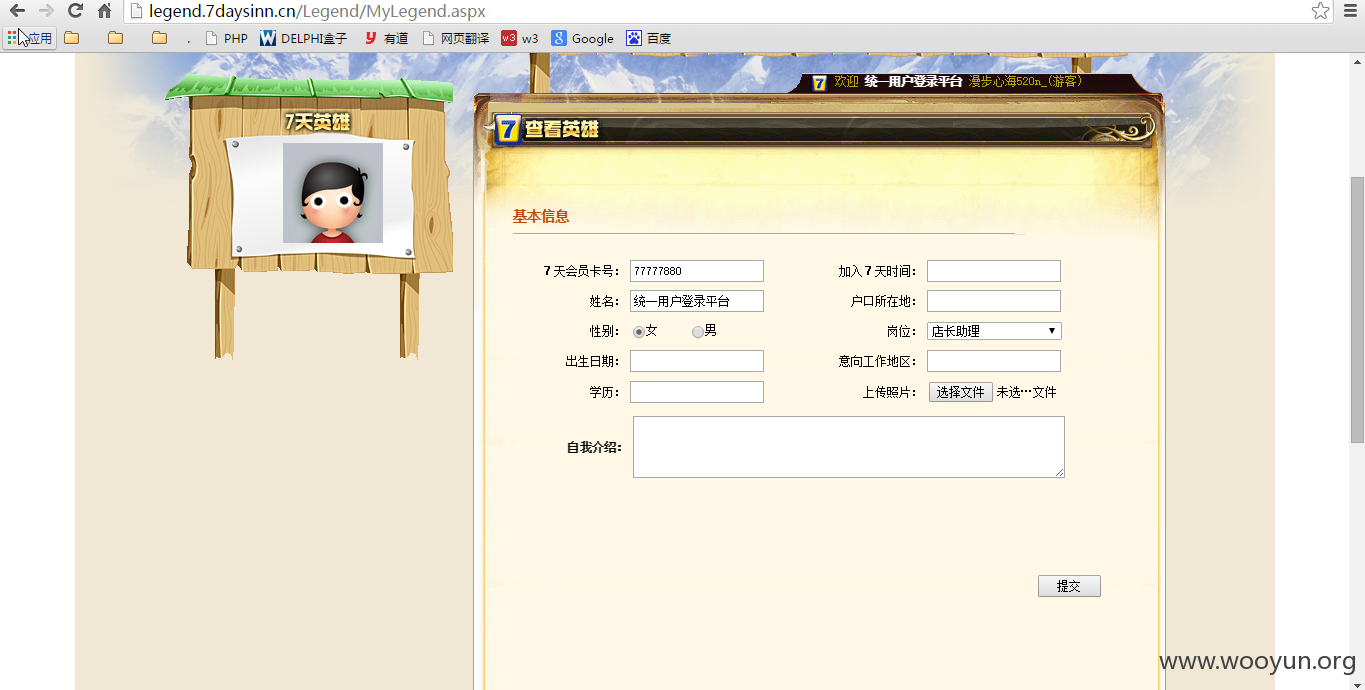 legend.7daysinn.cn/Legend/MyLegend.aspx
应用 . PHP W DELPHI盒子 y 有道 网页翻译 w3 w3 8 Google 百度
7 欢迎 统一用户登录平台 漫步心海520n_(游客)
7天英雄
7 查看英雄
基本信息
7 天会员卡号： 77777880 加入 7 天时间：
姓名： 统一用户登录平台 户口所在地：
性别： 女 男 岗位： 店长助理
出生日期： 意向工作地区：
学历： 上传照片： 选择文件 未选…文件
自我介绍：
提交
www.wooyun.org